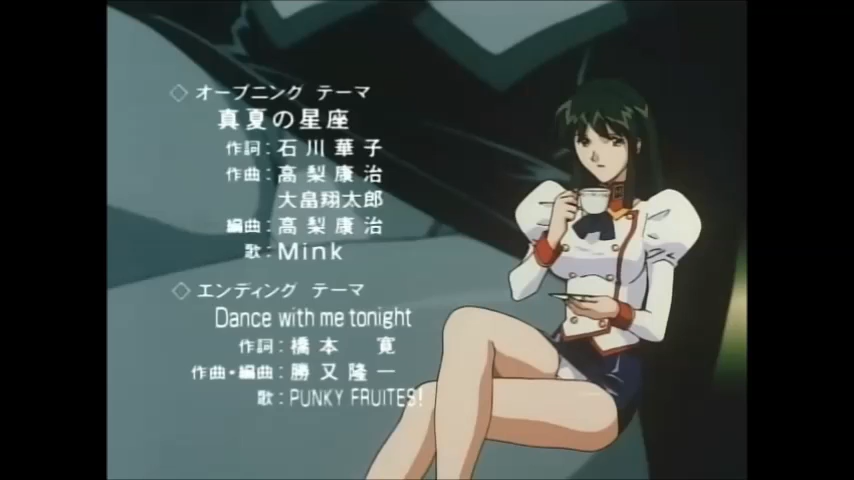 ◇オープニング テーマ
真夏の星座
作詞：石川華子
作曲：高梨康治
大畠翔太郎
編曲：高梨康治
歌：Mink
◇エンディング テーマ
Dance with me tonight
作詞：橋本 寛
作曲・編曲：勝又隆一
歌：PUNKY FRUITES!